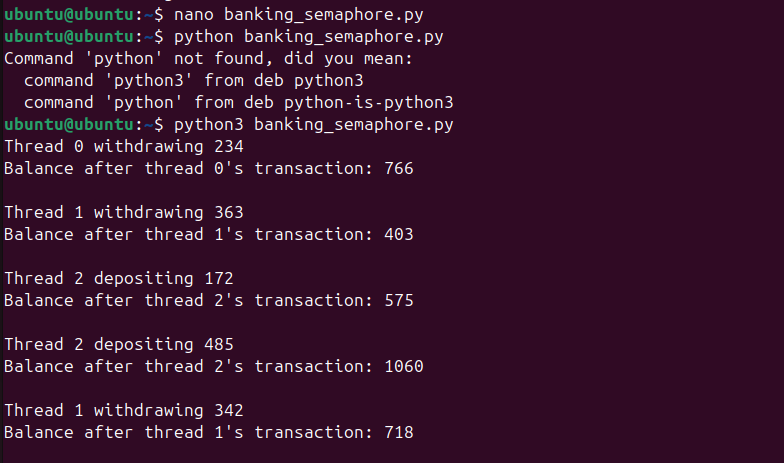 ubuntu@ubuntu:~$ nano banking_semaphore.py
ubuntu@ubuntu:~$ python banking_semaphore.py
Command 'python' not found, did you mean:
  command 'python3' from deb python3
  command 'python' from deb python-is-python3
ubuntu@ubuntu:~$ python3 banking_semaphore.py
Thread 0 withdrawing 234
Balance after thread 0's transaction: 766

Thread 1 withdrawing 363
Balance after thread 1's transaction: 403

Thread 2 depositing 172
Balance after thread 2's transaction: 575

Thread 2 depositing 485
Balance after thread 2's transaction: 1060

Thread 1 withdrawing 342
Balance after thread 1's transaction: 718